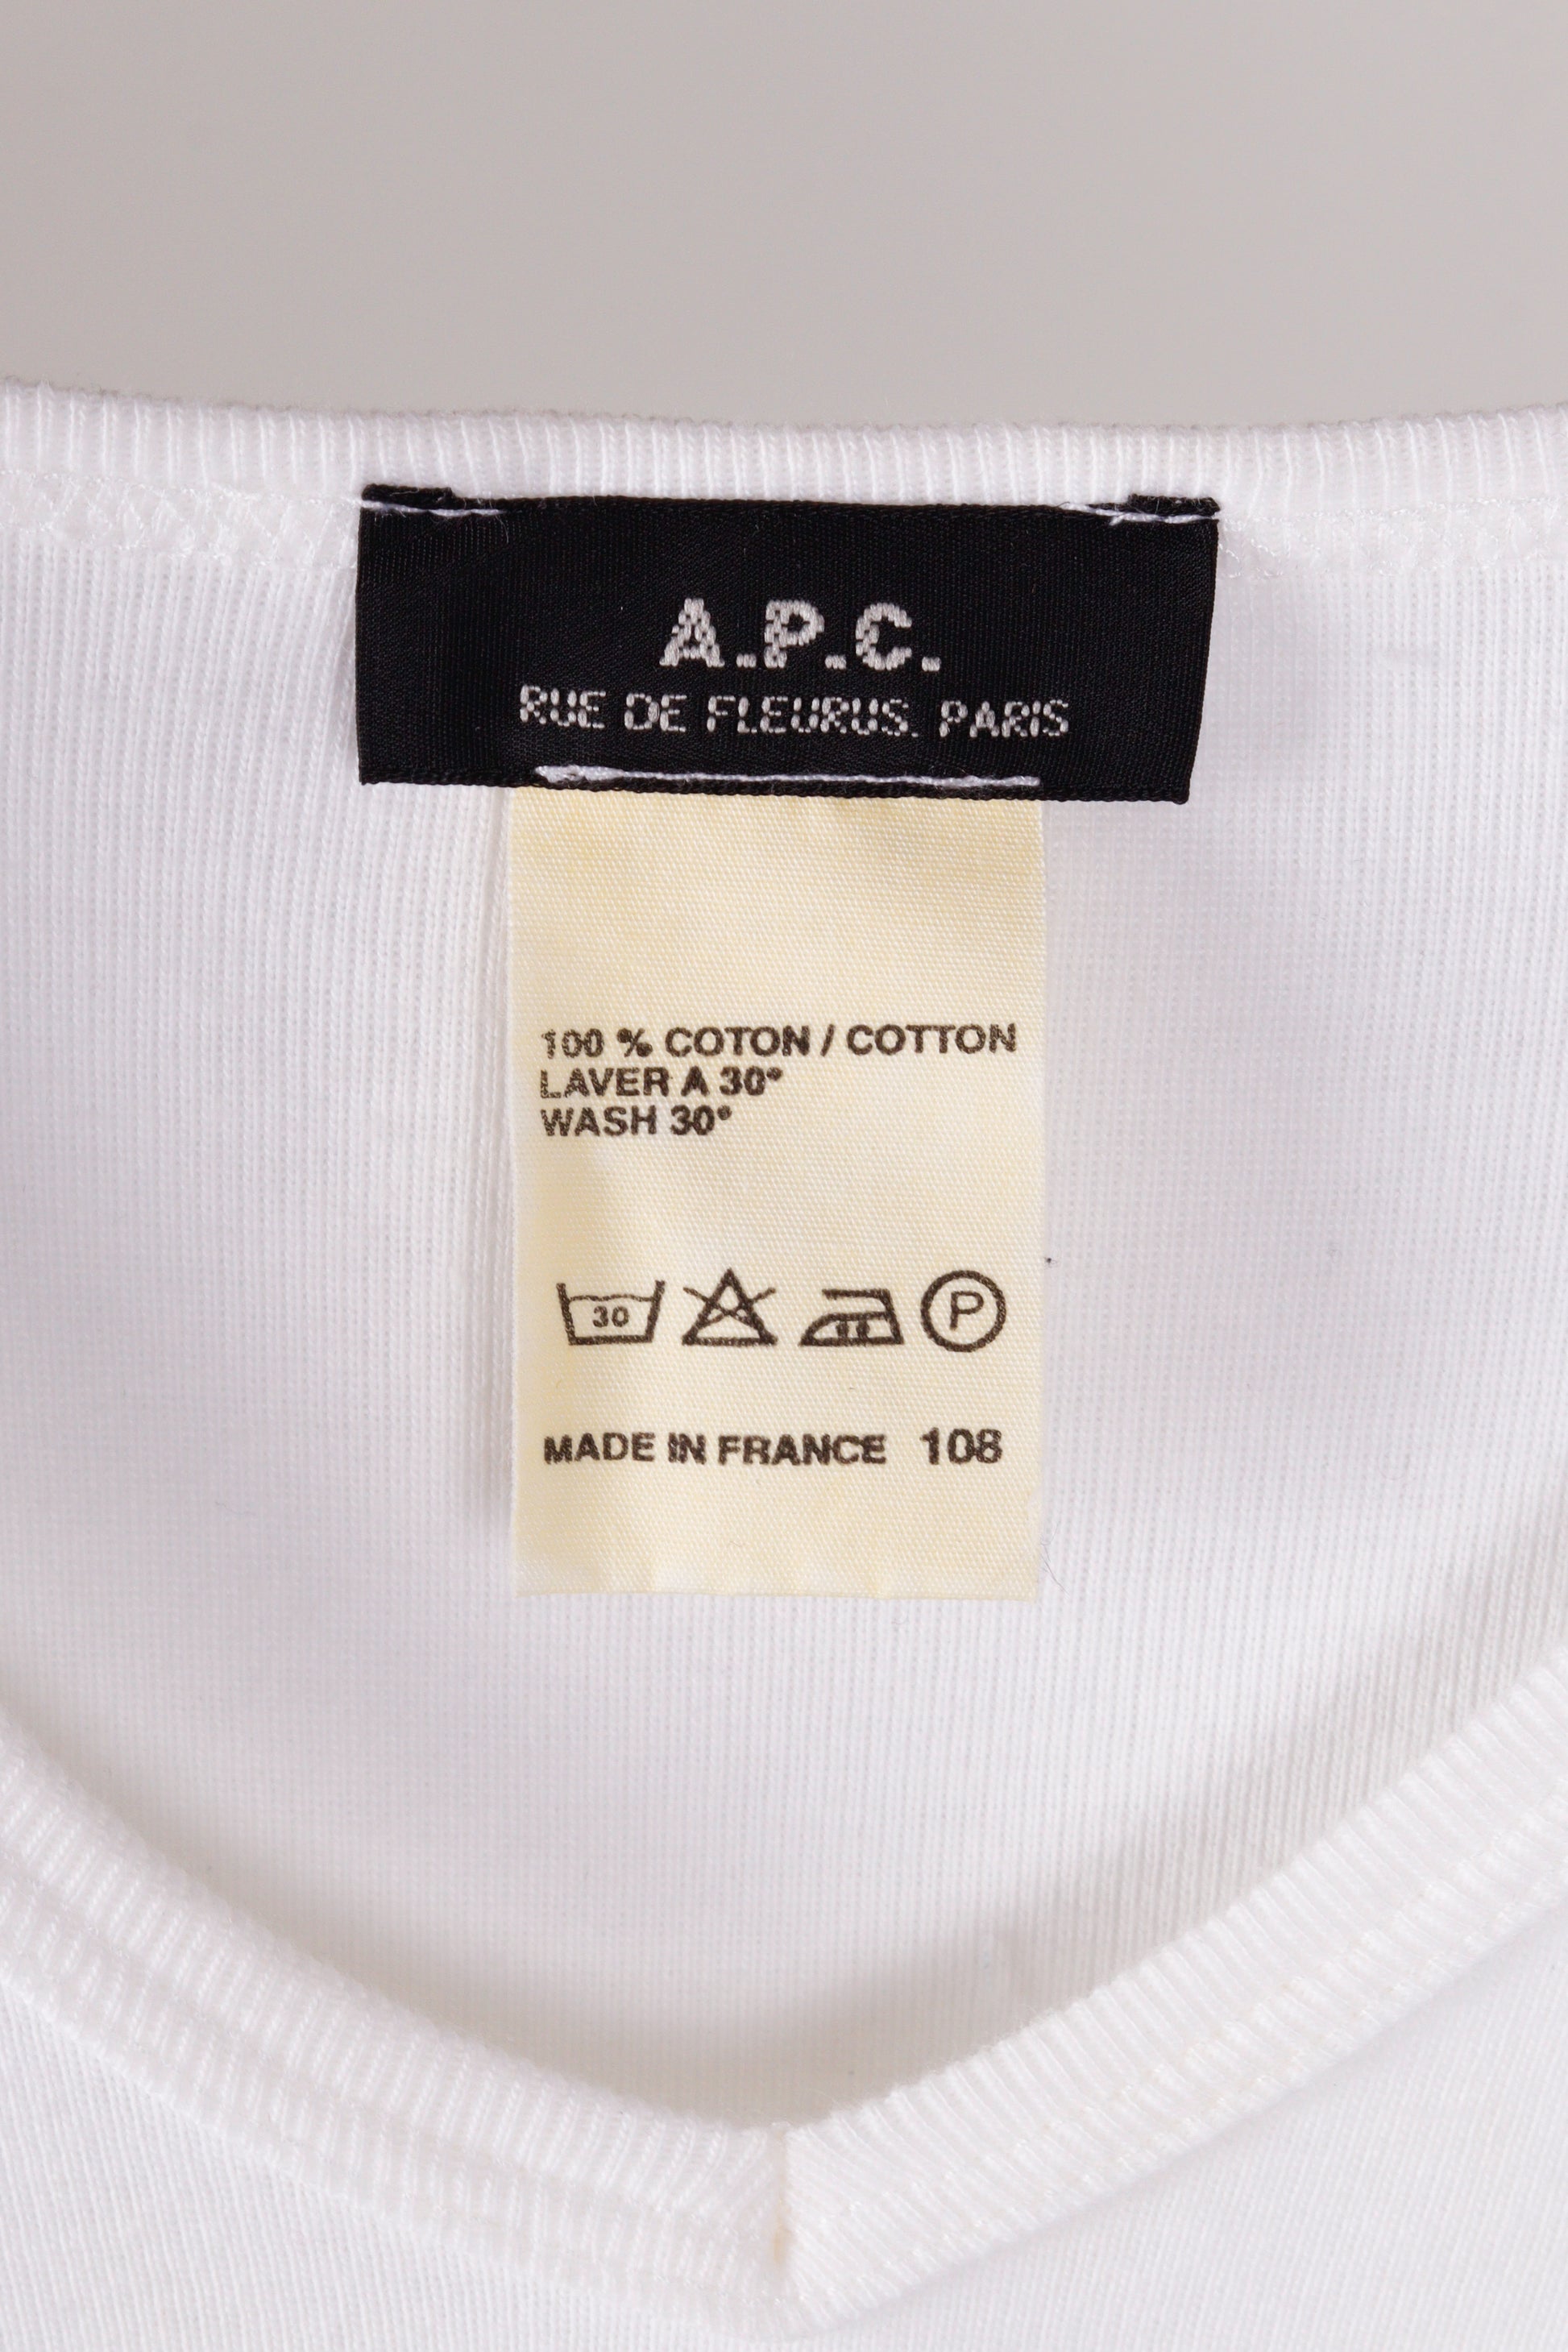 A.P.C.
RUE DE FLEURUS. PARIS
100 % COTON / COTTON
LAVER A 30°
WASH 30°
30
P
MADE IN FRANCE 108